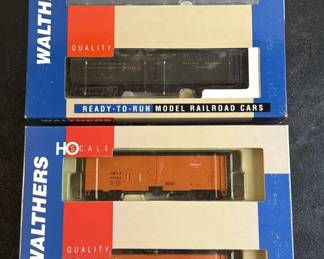 WALTHERS
QUALITY
READY-TO-RUN MODEL RAILROAD CARS
WALTHERS
HO SCALE
QUALITY